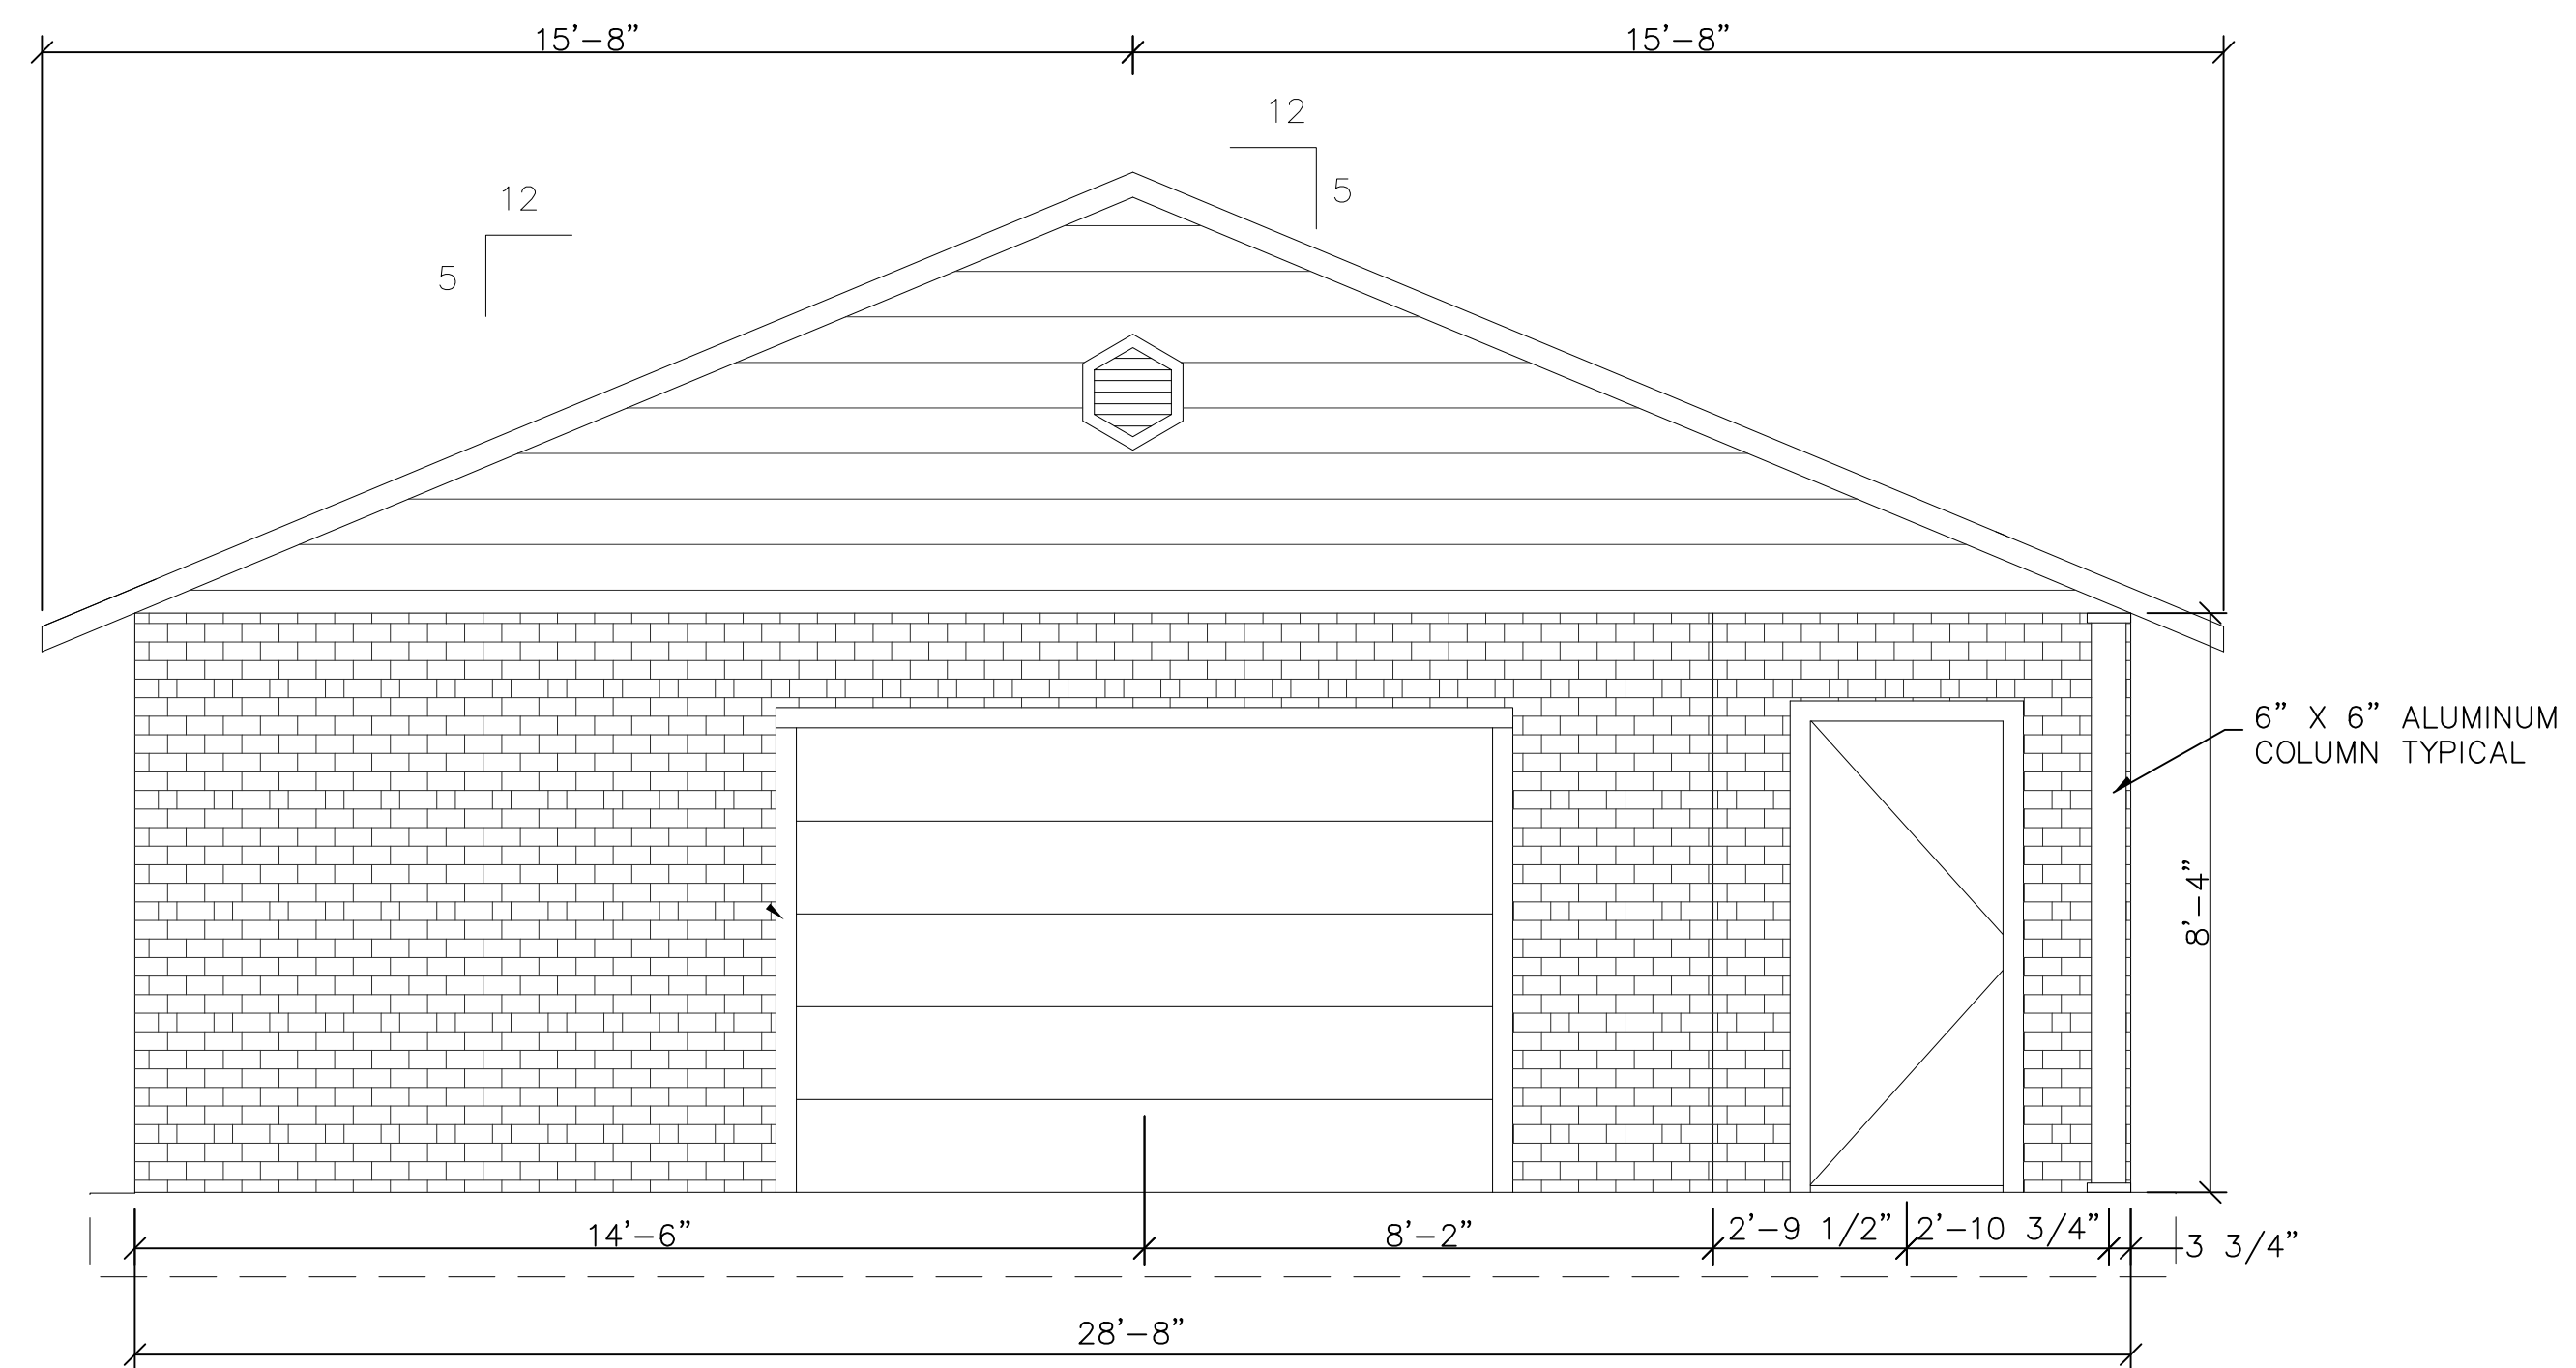 15'-8" 15'-8"
12
5
12
5
6" X 6" ALUMINUM
COLUMN TYPICAL
8'-4"
14'-6" 8'-2" 2'-9 1/2" 2'-10 3/4" 3 3/4"
28'-8"